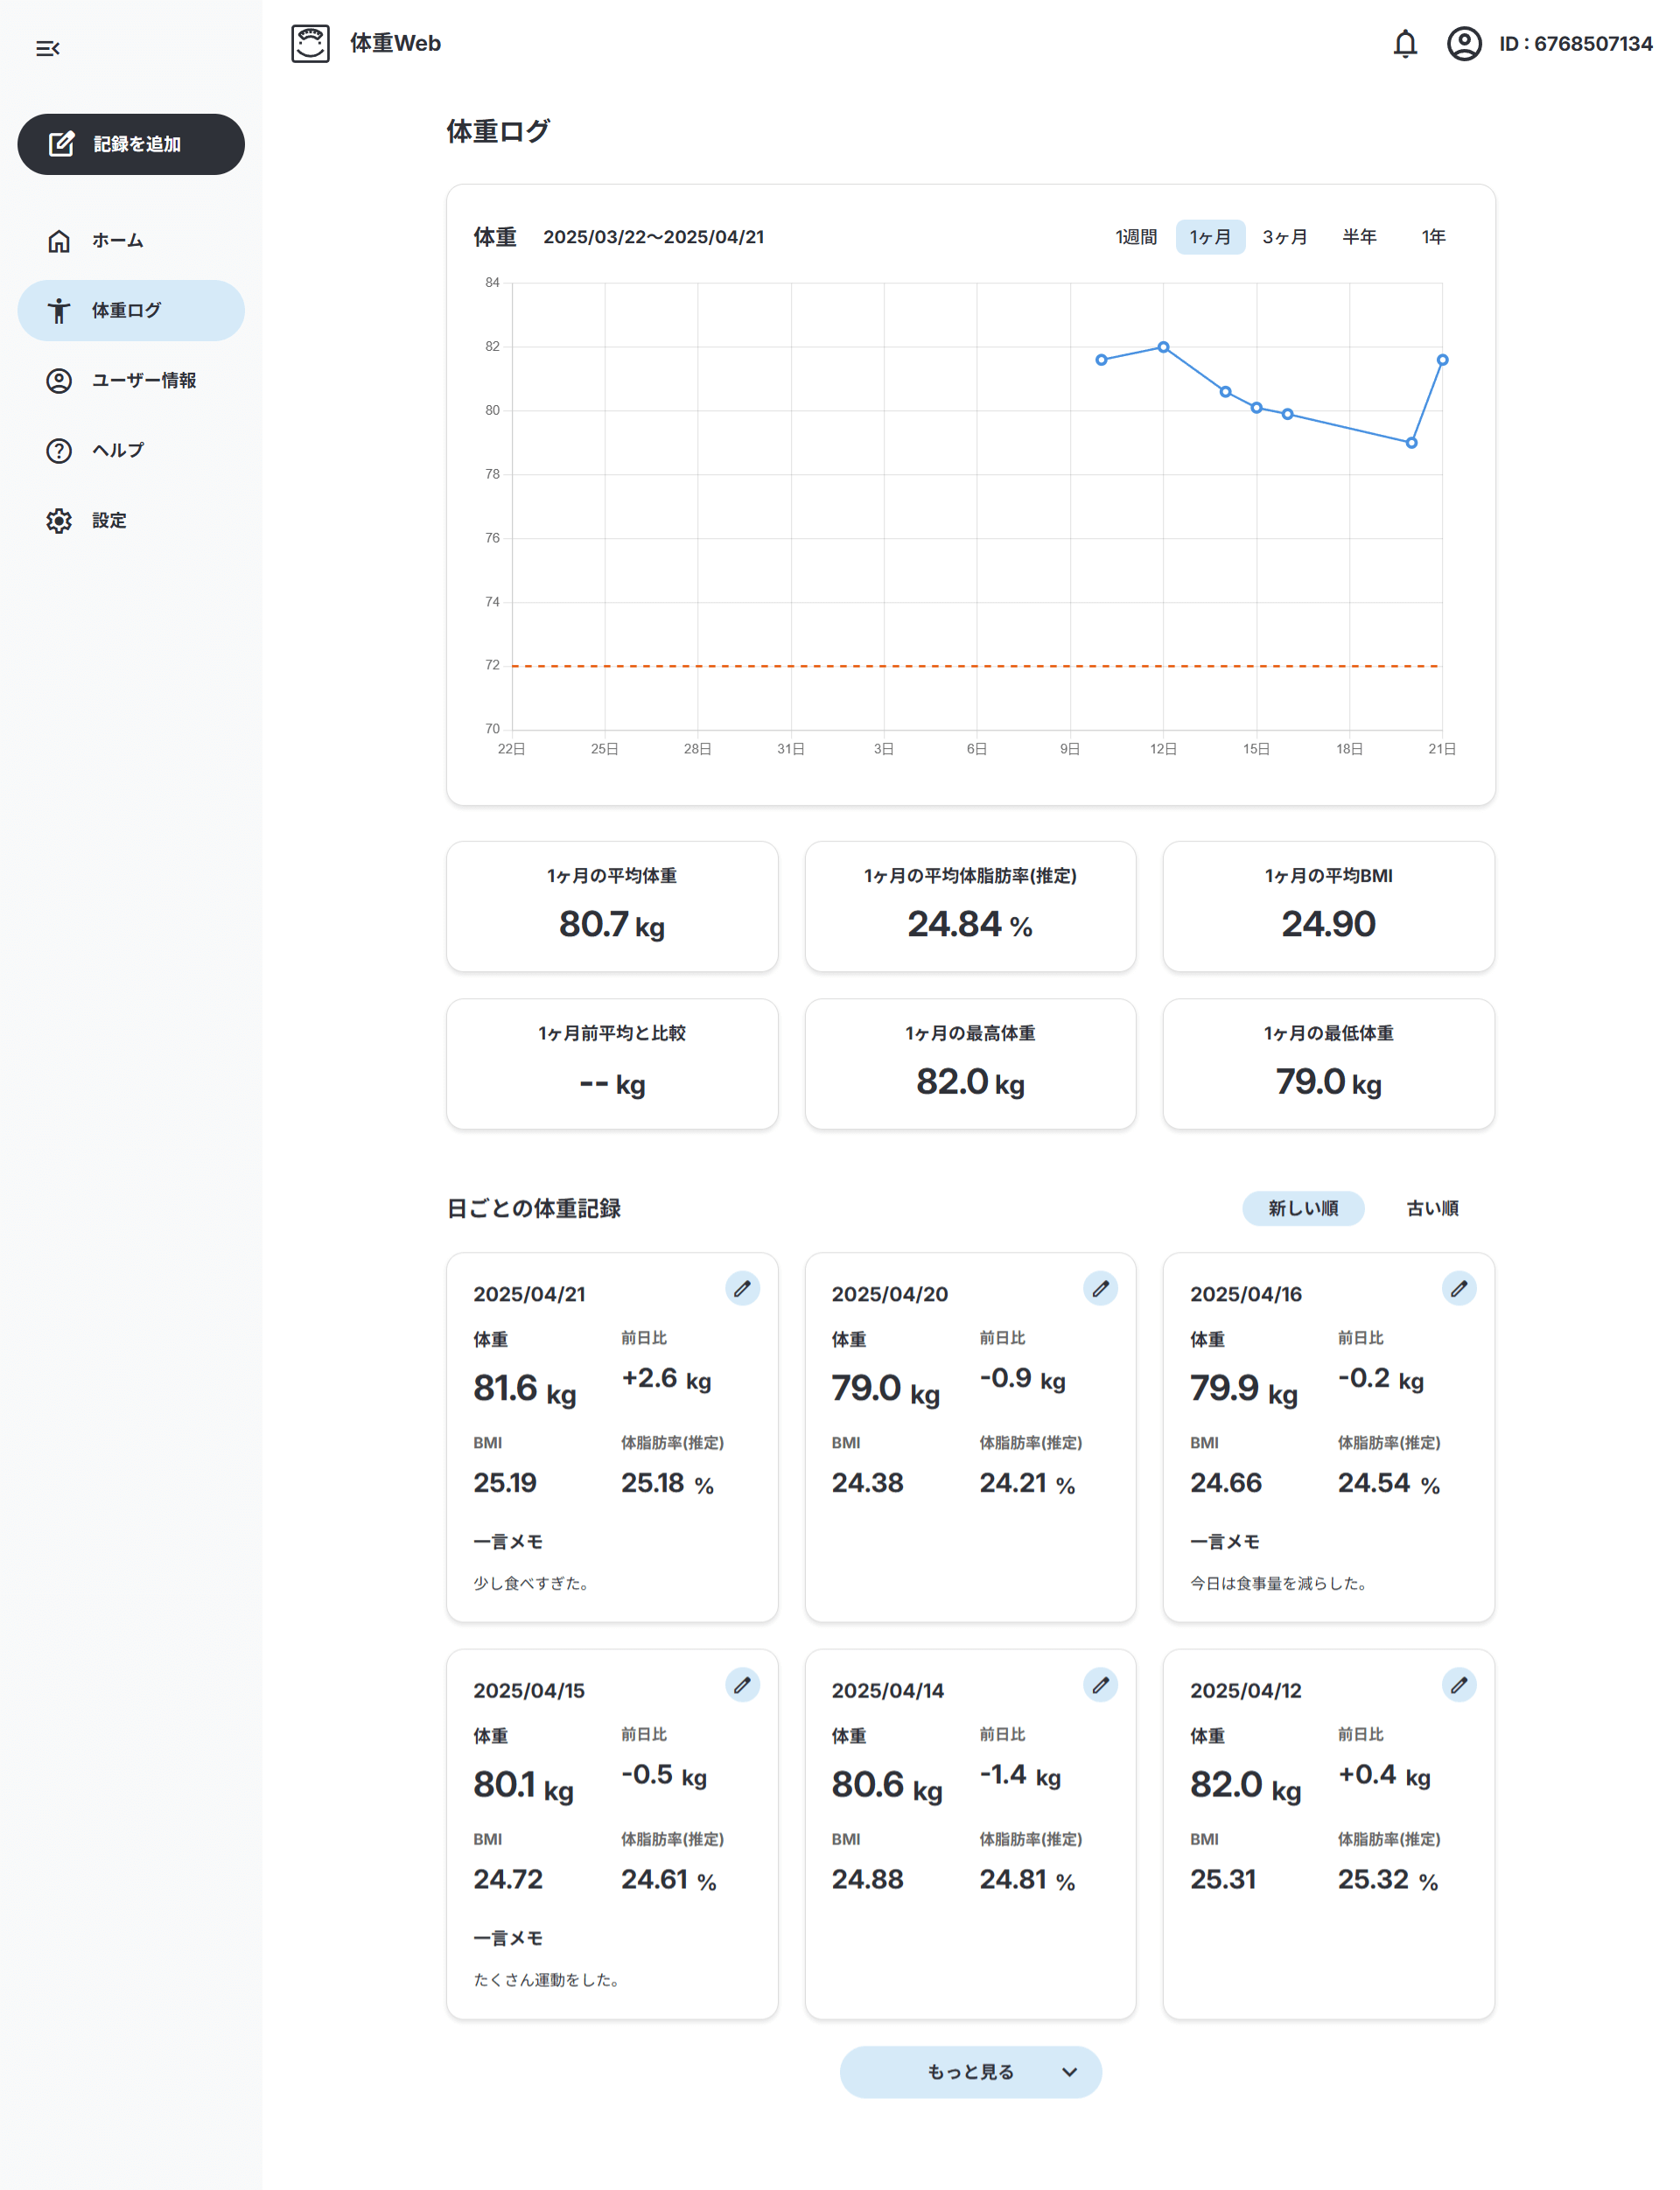 体重Web
ID : 6768507134
記録を追加
ホーム
体重ログ
ユーザー情報
ヘルプ
設定
体重ログ
体重 2025/03/22〜2025/04/21
1週間 1ヶ月 3ヶ月 半年 1年
84
82
80
78
76
74
72
70
22日 25日 28日 31日 3日 6日 9日 12日 15日 18日 21日
1ヶ月の平均体重
80.7 kg
1ヶ月の平均体脂肪率(推定)
24.84 %
1ヶ月の平均BMI
24.90
1ヶ月前平均と比較
-- kg
1ヶ月の最高体重
82.0 kg
1ヶ月の最低体重
79.0 kg
日ごとの体重記録
新しい順 古い順
2025/04/21
体重 前日比
81.6 kg +2.6 kg
BMI 体脂肪率(推定)
25.19 25.18 %
一言メモ
少し食べすぎた。
2025/04/20
体重 前日比
79.0 kg -0.9 kg
BMI 体脂肪率(推定)
24.38 24.21 %
2025/04/16
体重 前日比
79.9 kg -0.2 kg
BMI 体脂肪率(推定)
24.66 24.54 %
一言メモ
今日は食事量を減らした。
2025/04/15
体重 前日比
80.1 kg -0.5 kg
BMI 体脂肪率(推定)
24.72 24.61 %
一言メモ
たくさん運動をした。
2025/04/14
体重 前日比
80.6 kg -1.4 kg
BMI 体脂肪率(推定)
24.88 24.81 %
2025/04/12
体重 前日比
82.0 kg +0.4 kg
BMI 体脂肪率(推定)
25.31 25.32 %
もっと見る